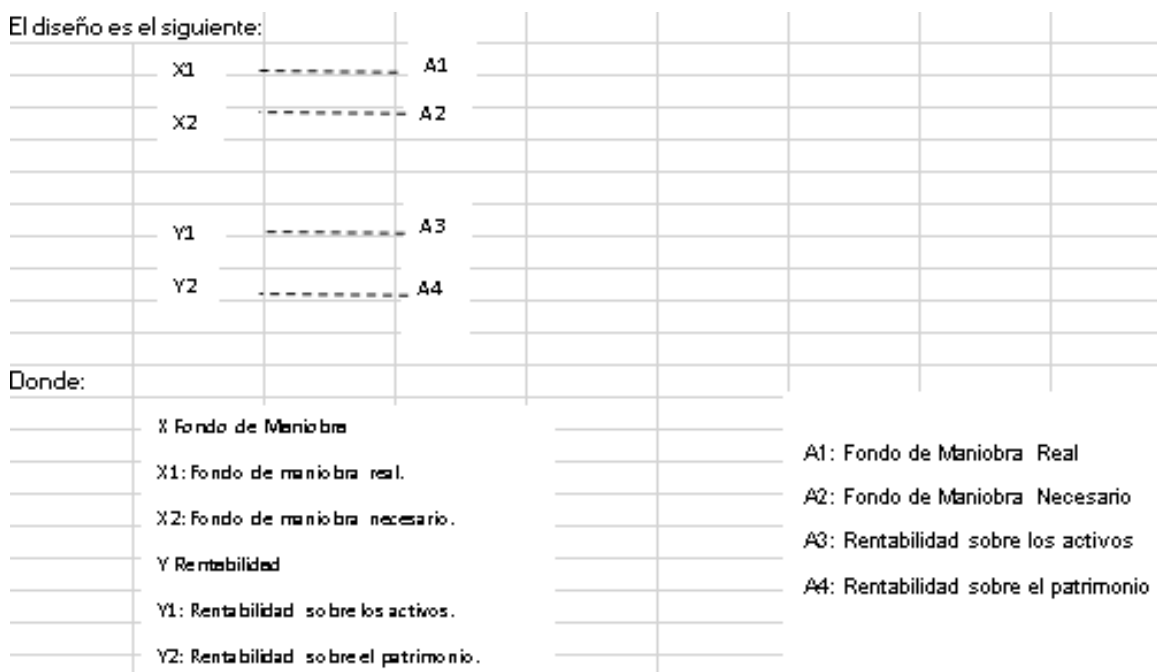 El diseño es el siguiente:
X1 ---------- A1
X2 ---------- A2
Y1 ---------- A3
Y2 ---------- A4
Donde:
X Fondo de Maniobra
X1: Fondo de maniobra real.
X2: Fondo de maniobra necesario.
Y Rentabilidad
Y1: Rentabilidad sobre los activos.
Y2: Rentabilidad sobre el patrimonio.
A1: Fondo de Maniobra Real
A2: Fondo de Maniobra Necesario
A3: Rentabilidad sobre los activos
A4: Rentabilidad sobre el patrimonio